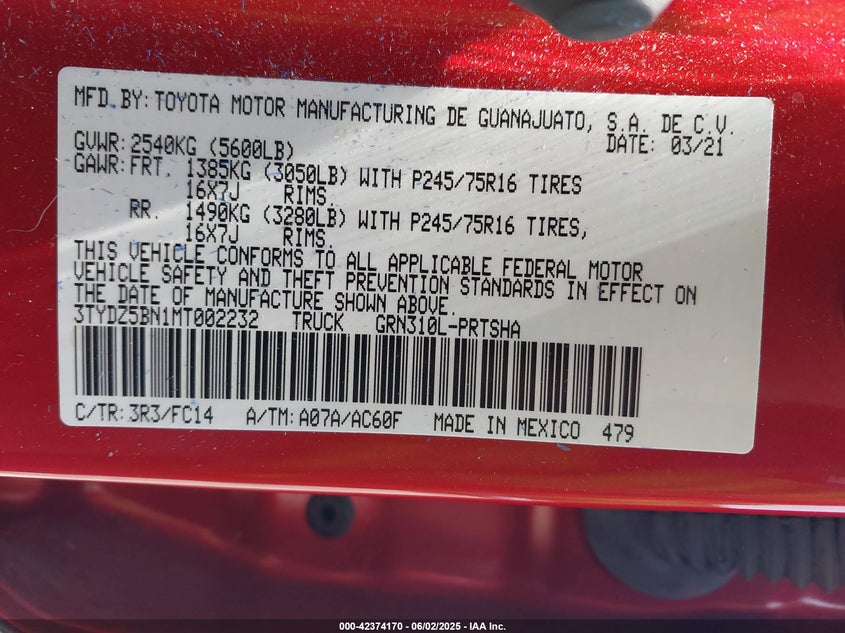 MFD BY: TOYOTA MOTOR MANUFACTURING DE GUANAJUATO, S.A. DE C.V.
GVWR: 2540KG (5600LB) DATE: 03/21
GAWR: FRT. 1385KG (3050LB) WITH P245/75R16 TIRES
16X7J RIMS.
RR. 1490KG (3280LB) WITH P245/75R16 TIRES,
16X7J RIMS.
THIS VEHICLE CONFORMS TO ALL APPLICABLE FEDERAL MOTOR
VEHICLE SAFETY AND THEFT PREVENTION STANDARDS IN EFFECT ON
THE DATE OF MANUFACTURE SHOWN ABOVE.
3TYDZ5BN1MT002232 TRUCK GRN310L-PRTSHA
C/TR: 3R3/FC14 A/TM: A07A/AC60F MADE IN MEXICO 479
000-42374170 - 06/02/2025 - IAA Inc.